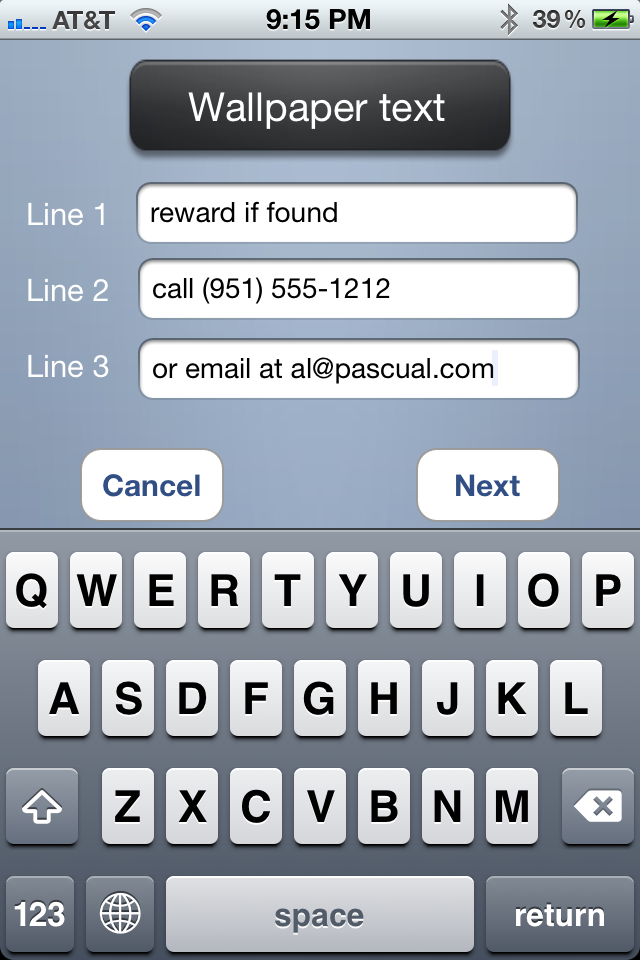 AT&T 9:15 PM 39%
Wallpaper text
Line 1 reward if found
Line 2 call (951) 555-1212
Line 3 or email at al@pascual.com
Cancel Next
Q W E R T Y U I O P
A S D F G H J K L
Z X C V B N M
123 space return